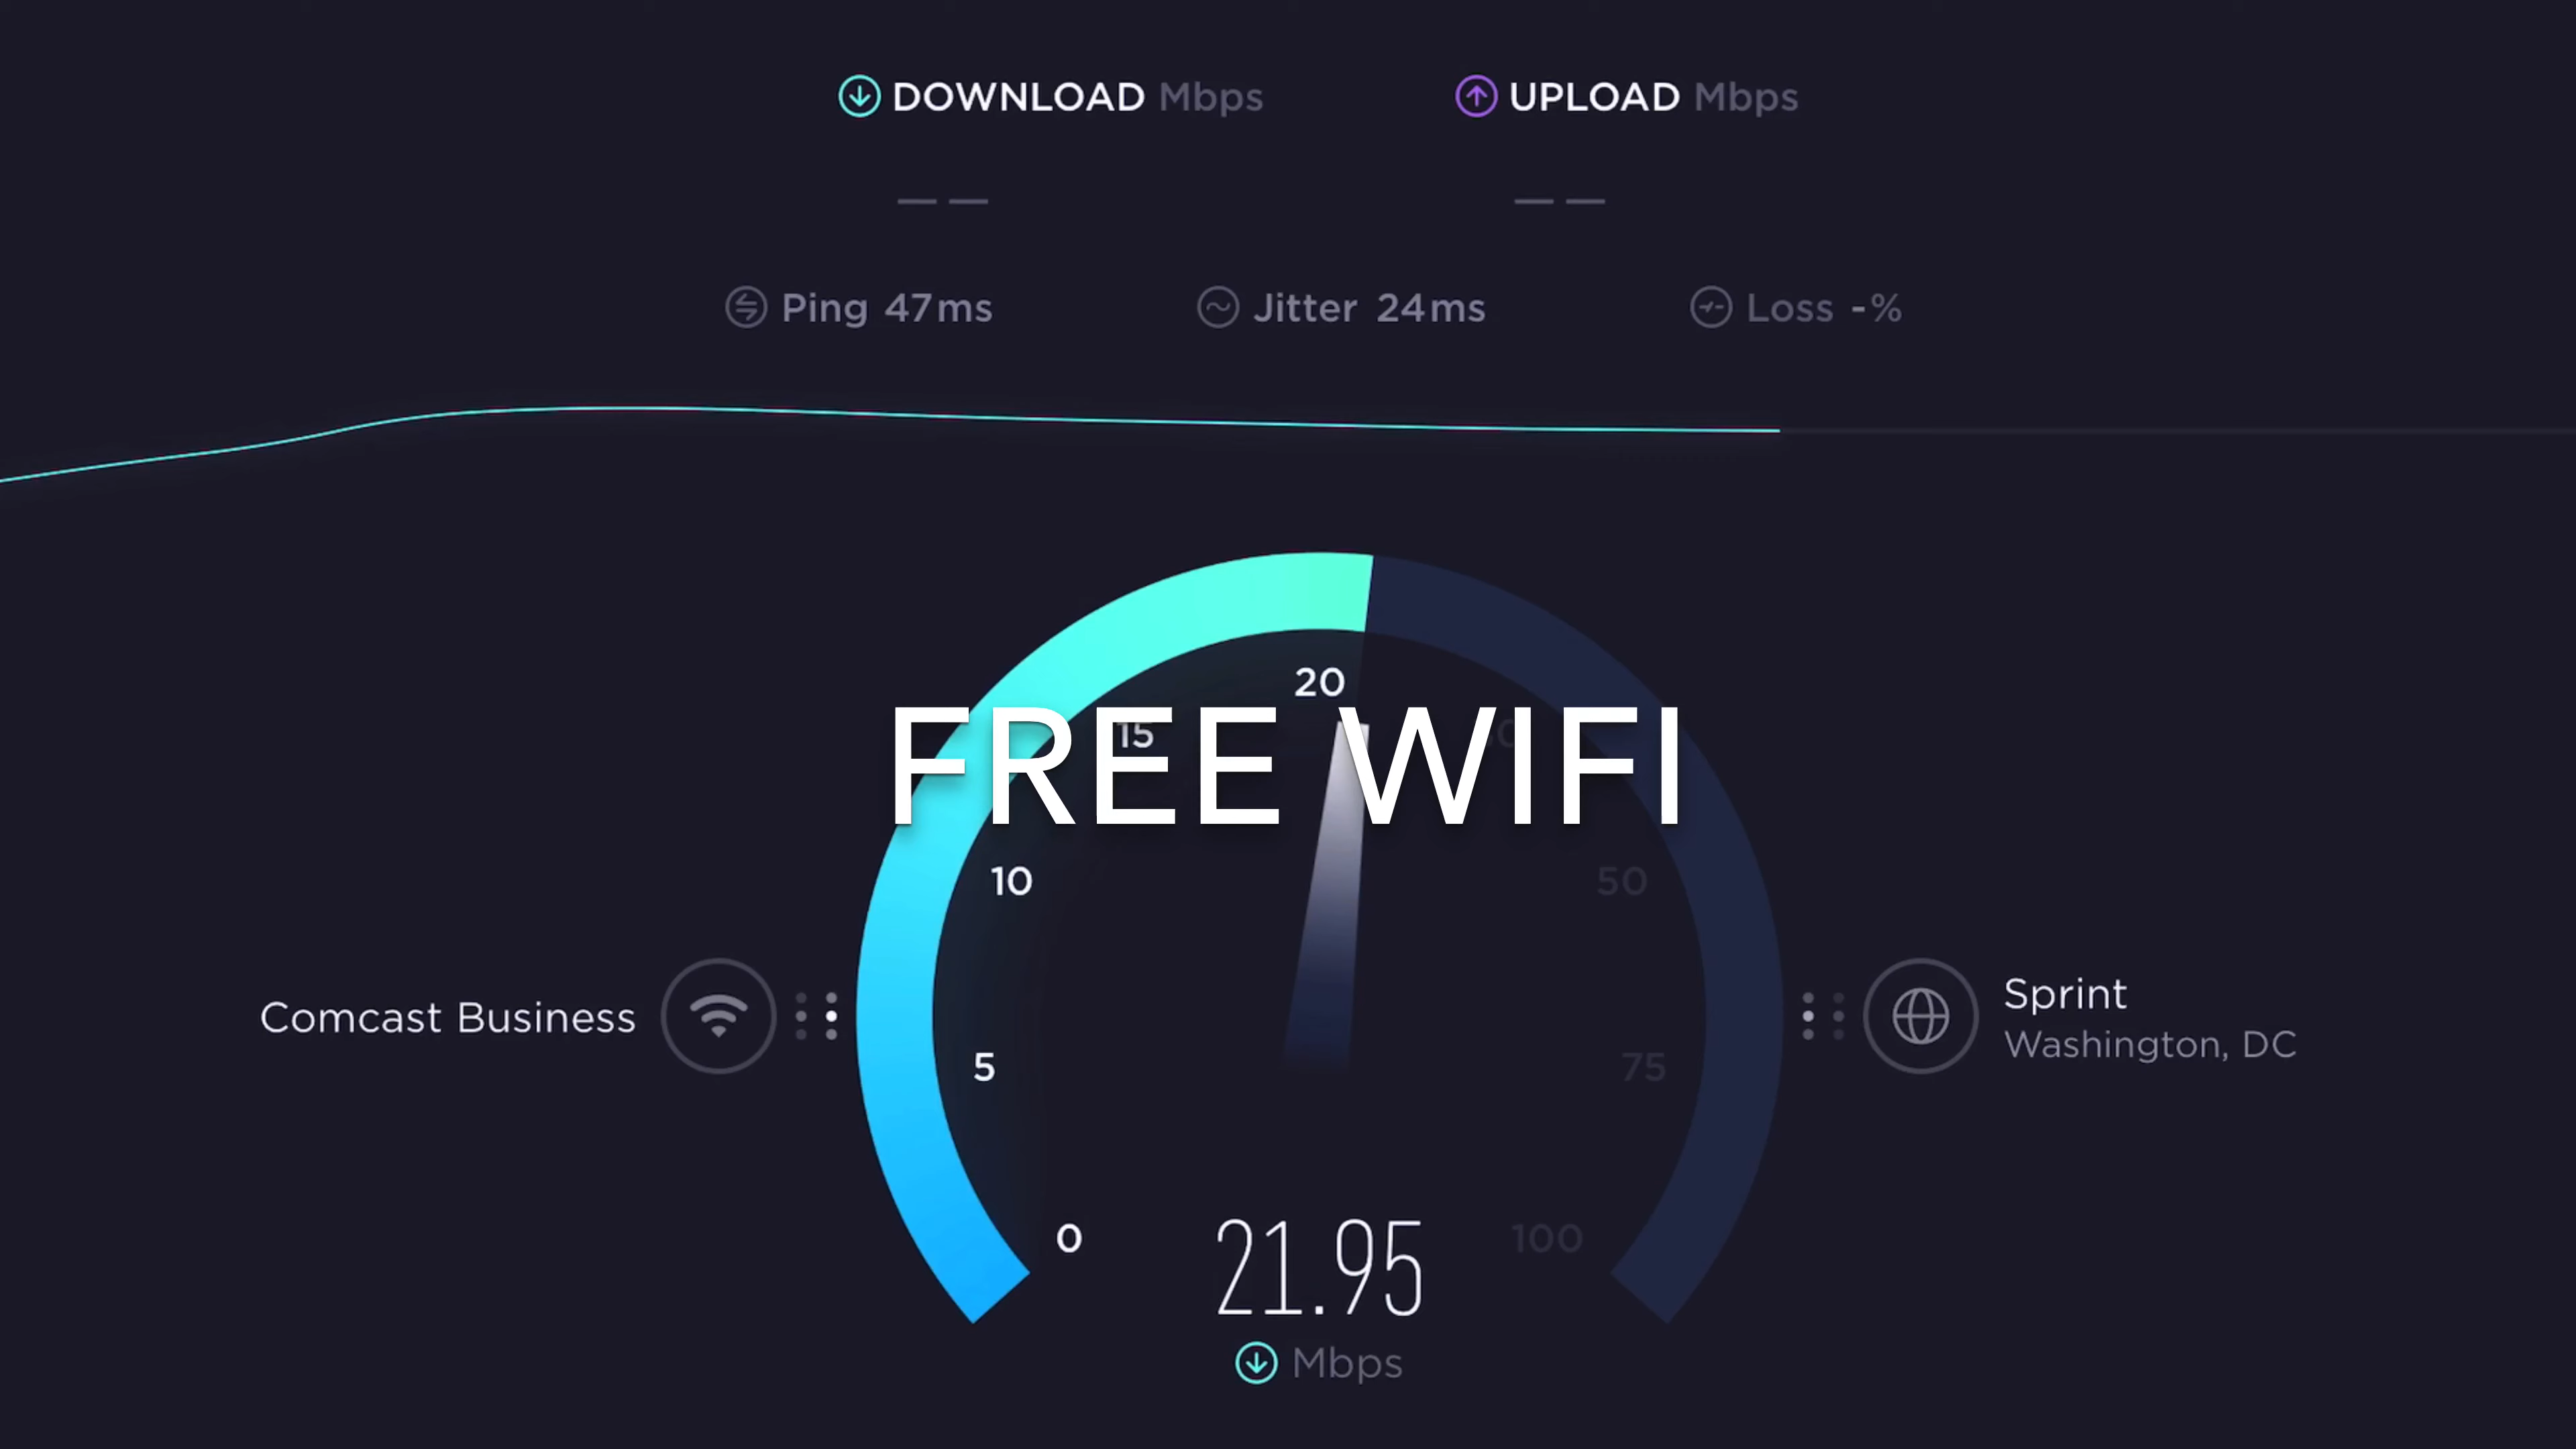 DOWNLOAD Mbps
UPLOAD Mbps
— —
— —
Ping 47ms
Jitter 24ms
Loss -%
20
15
FREE WIFI
10
50
Comcast Business
Sprint
Washington, DC
5
75
0
21.95
100
Mbps